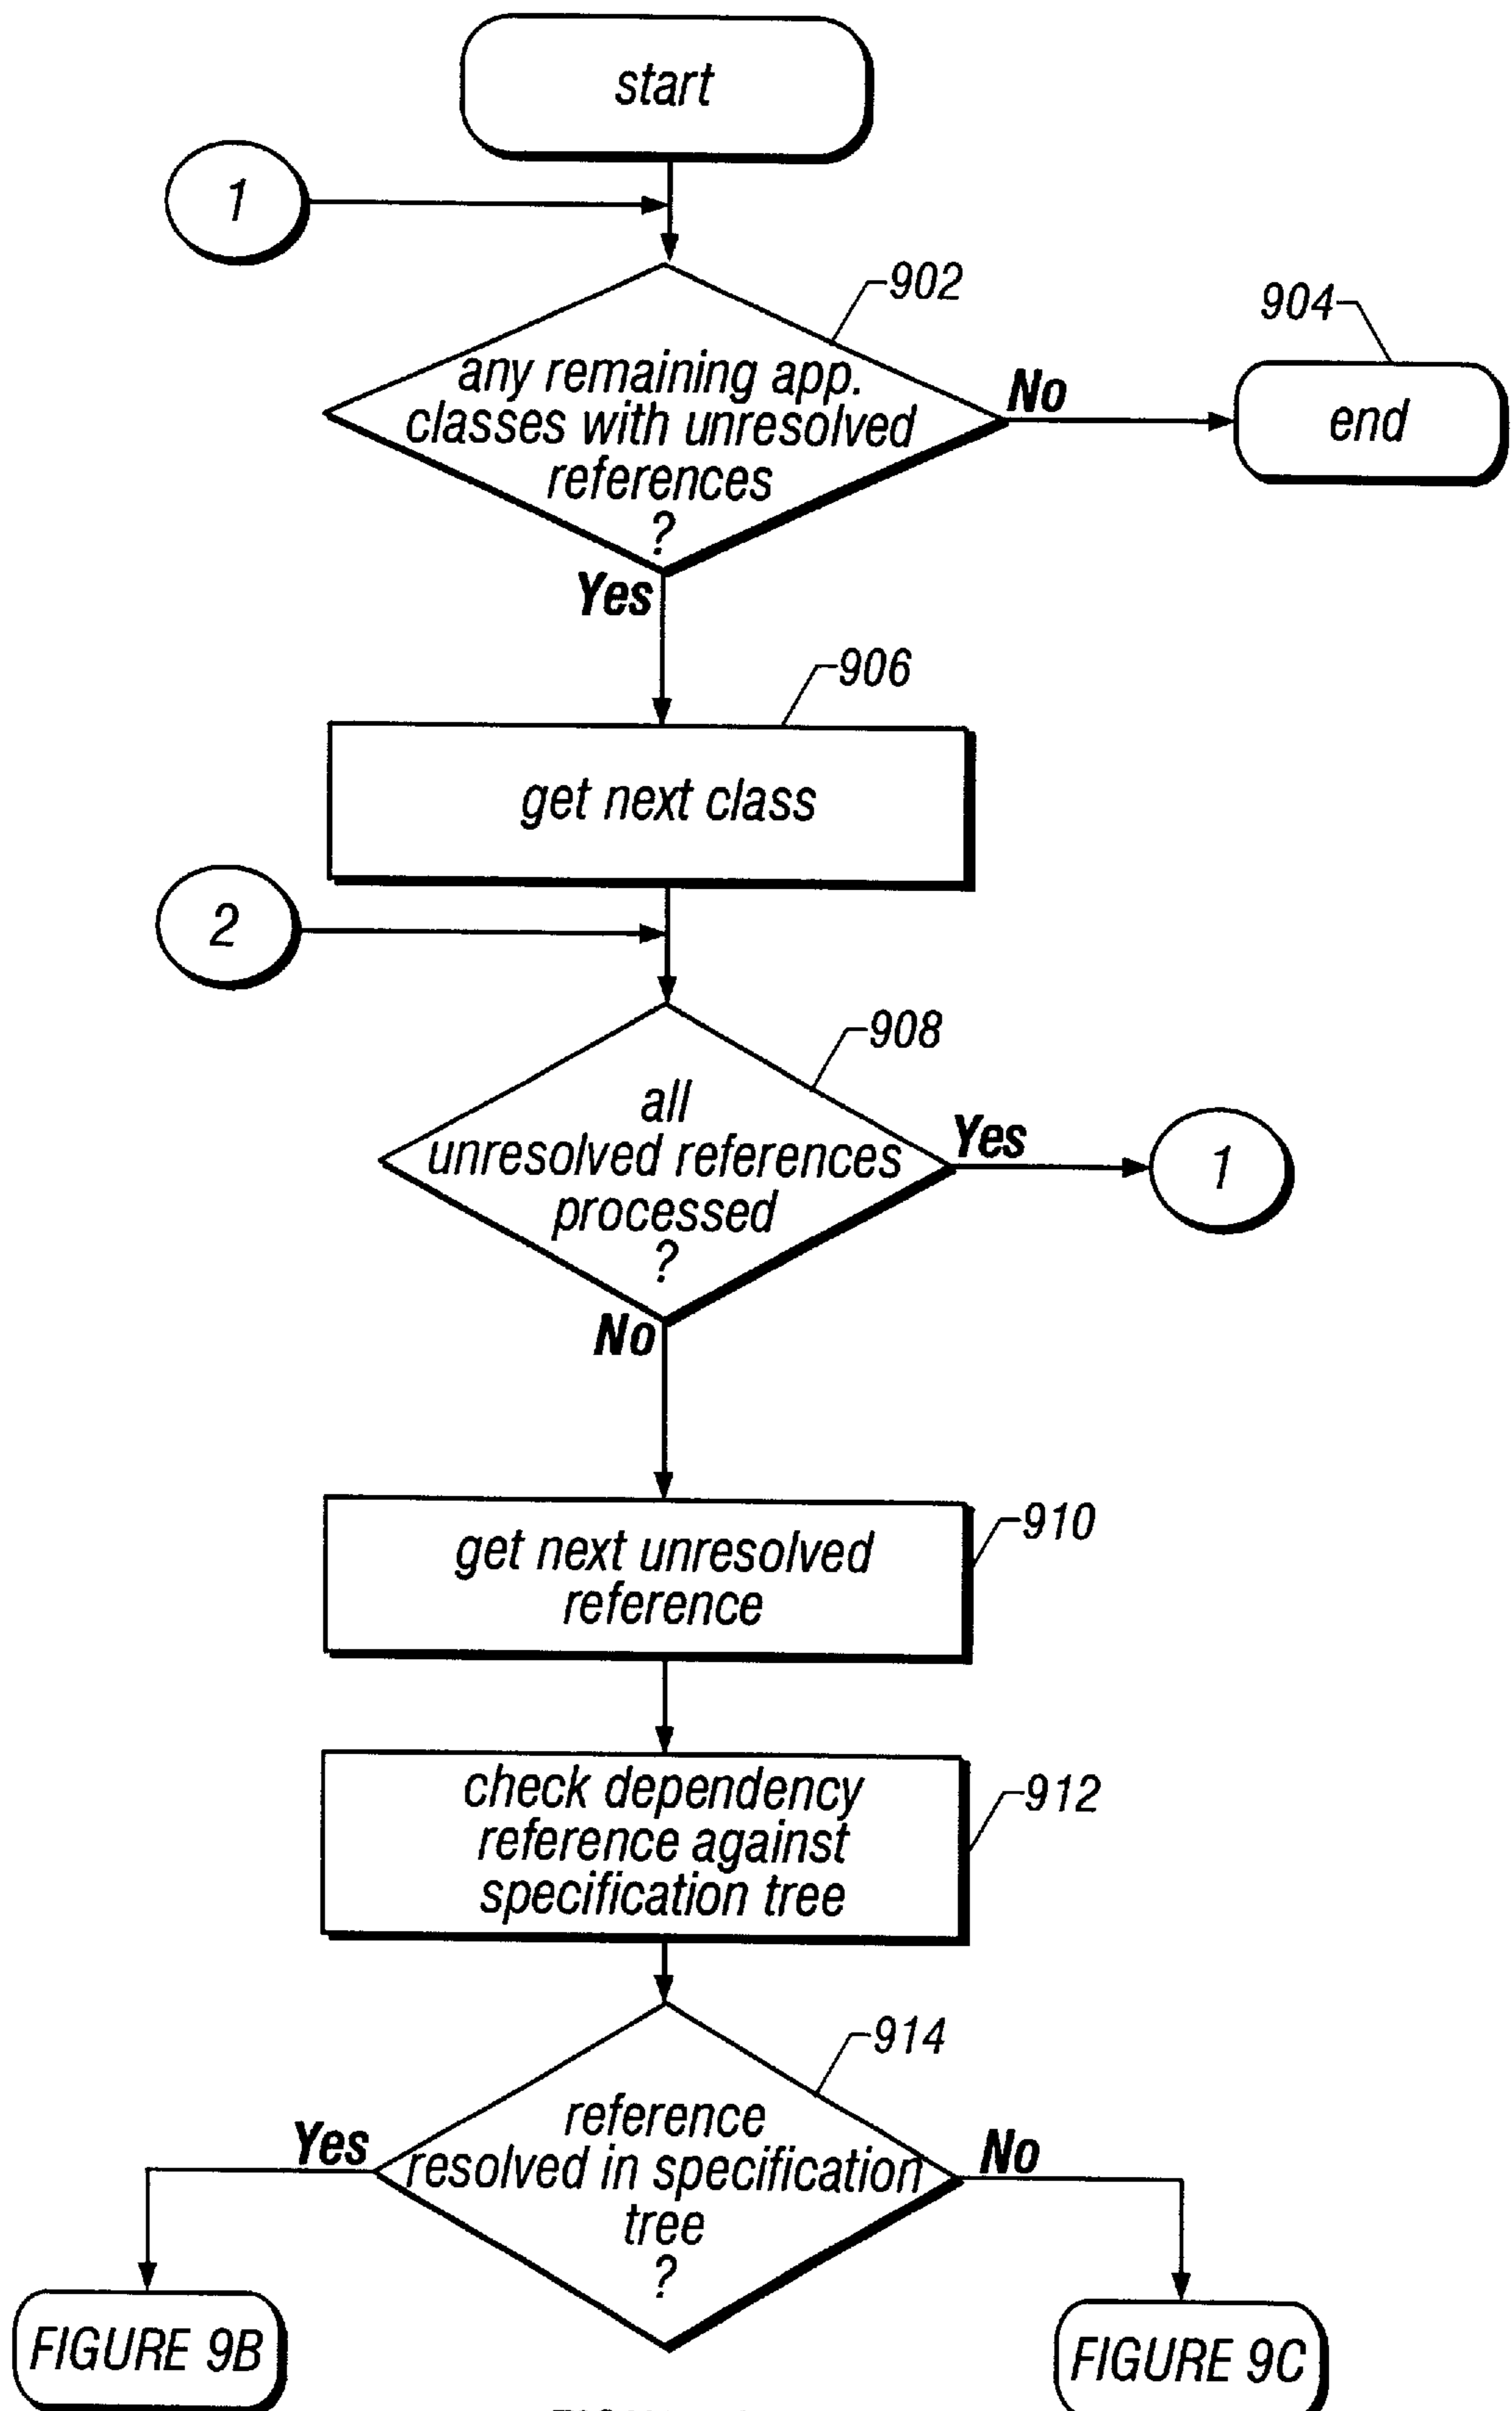 start
1
902
904
any remaining app.
classes with unresolved
references
?
No
end
Yes
906
get next class
2
908
all
unresolved references
processed
?
Yes
1
No
910
get next unresolved
reference
912
check dependency
reference against
specification tree
914
reference
resolved in specification
tree
?
Yes
No
FIGURE 9B
FIGURE 9C